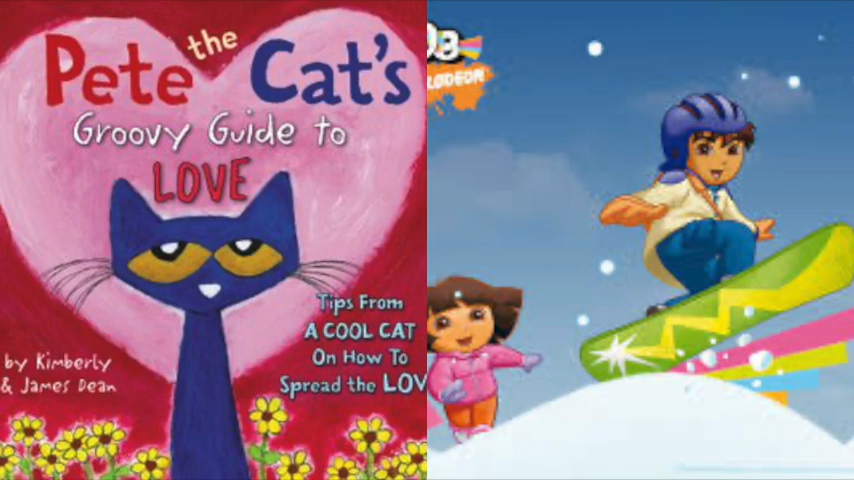 Pete the Cat's
Groovy Guide to
LOVE
Tips From
A COOL CAT
On How To
Spread the
by Kimberly
& James Dean